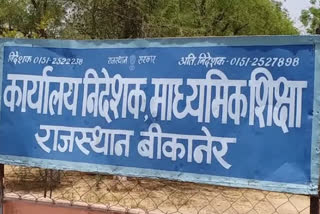 निदेशक 0151-2522238 राजस्थान सरकार अति. निदेशक-0151-2527898
कार्यालय निदेशक, माध्यमिक शिक्षा
राजस्थान बीकानेर